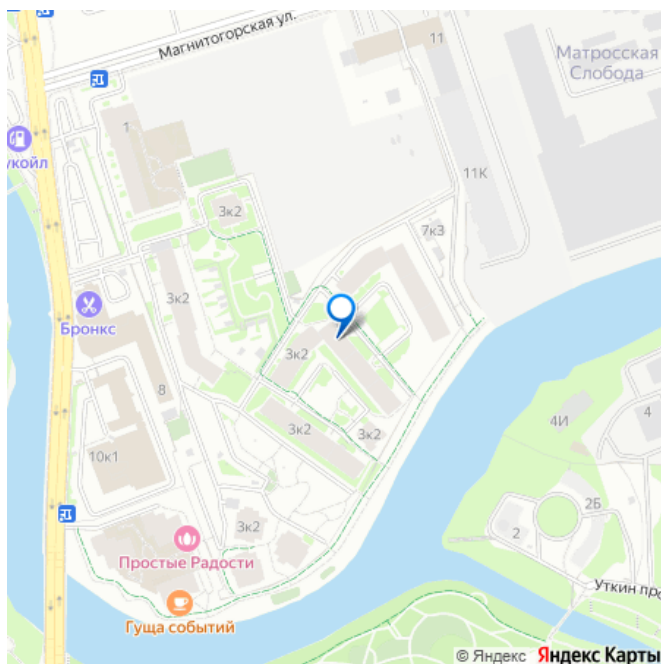 Магнитогорская ул.
11
Матросская
Слобода
укойл
1
11К
3к2
7к3
3к2
Бронкс
3к2
8
3к2
3к2
4И
4
10к1
2Б
3к2
2
Простые Радости
Уткин про
Гуща событий
© Яндекс Яндекс Карты